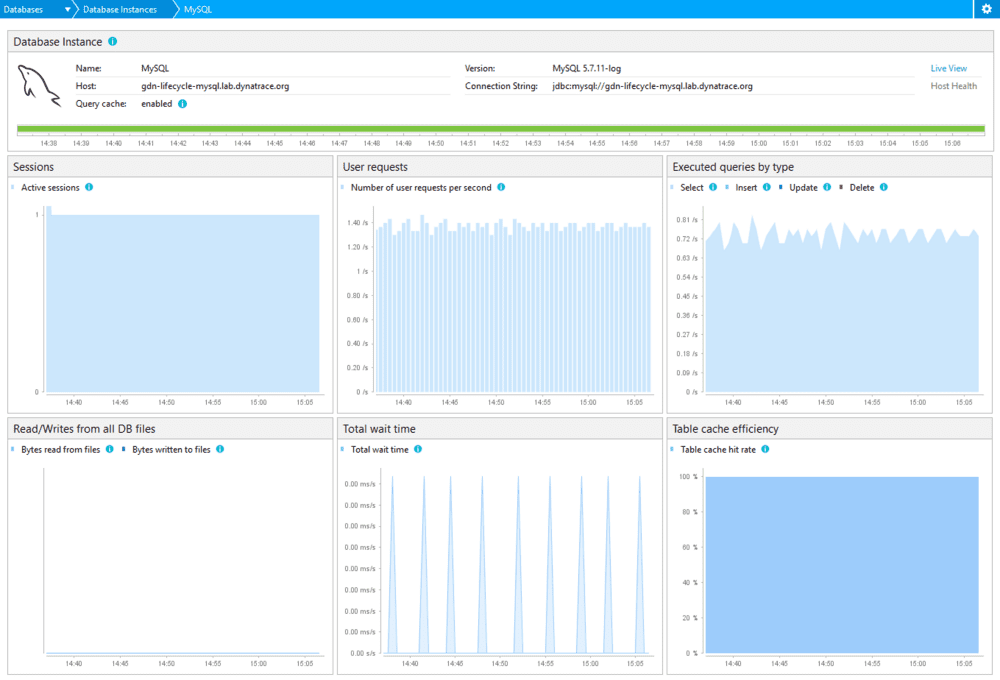 Databases Database Instances MySQL
Database Instance
Name: MySQL Version: MySQL 5.7.11-log Live View
Host: gdn-lifecycle-mysql.lab.dynatrace.org Connection String: jdbc:mysql://gdn-lifecycle-mysql.lab.dynatrace.org Host Health
Query cache: enabled
14:38 14:39 14:40 14:41 14:42 14:43 14:44 14:45 14:46 14:47 14:48 14:49 14:50 14:51 14:52 14:53 14:54 14:55 14:56 14:57 14:58 14:59 15:00 15:01 15:02 15:03 15:04 15:05 15:06
Sessions
Active sessions
1
0
14:40 14:45 14:50 14:55 15:00 15:05
User requests
Number of user requests per second
1.40 /s
1.20 /s
1 /s
0.80 /s
0.60 /s
0.40 /s
0.20 /s
0 /s
14:40 14:45 14:50 14:55 15:00 15:05
Executed queries by type
Select Insert Update Delete
0.81 /s
0.72 /s
0.63 /s
0.54 /s
0.45 /s
0.36 /s
0.27 /s
0.18 /s
0.09 /s
0 /s
14:40 14:45 14:50 14:55 15:00 15:05
Read/Writes from all DB files
Bytes read from files Bytes written to files
14:40 14:45 14:50 14:55 15:00 15:05
Total wait time
Total wait time
0.00 ms/s
0.00 ms/s
0.00 ms/s
0.00 ms/s
0.00 ms/s
0.00 ms/s
0.00 ms/s
0.00 ms/s
0.00 s/s
14:40 14:45 14:50 14:55 15:00 15:05
Table cache efficiency
Table cache hit rate
100 %
80 %
60 %
40 %
20 %
0 %
14:40 14:45 14:50 14:55 15:00 15:05